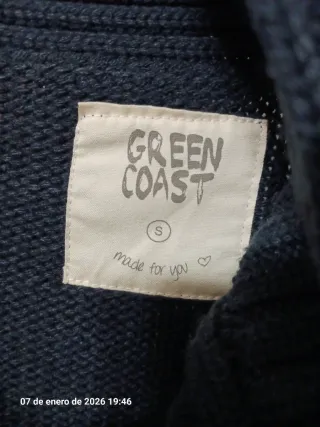 GREEN
COAST
S
made for you ♡
07 de enero de 2026 19:46